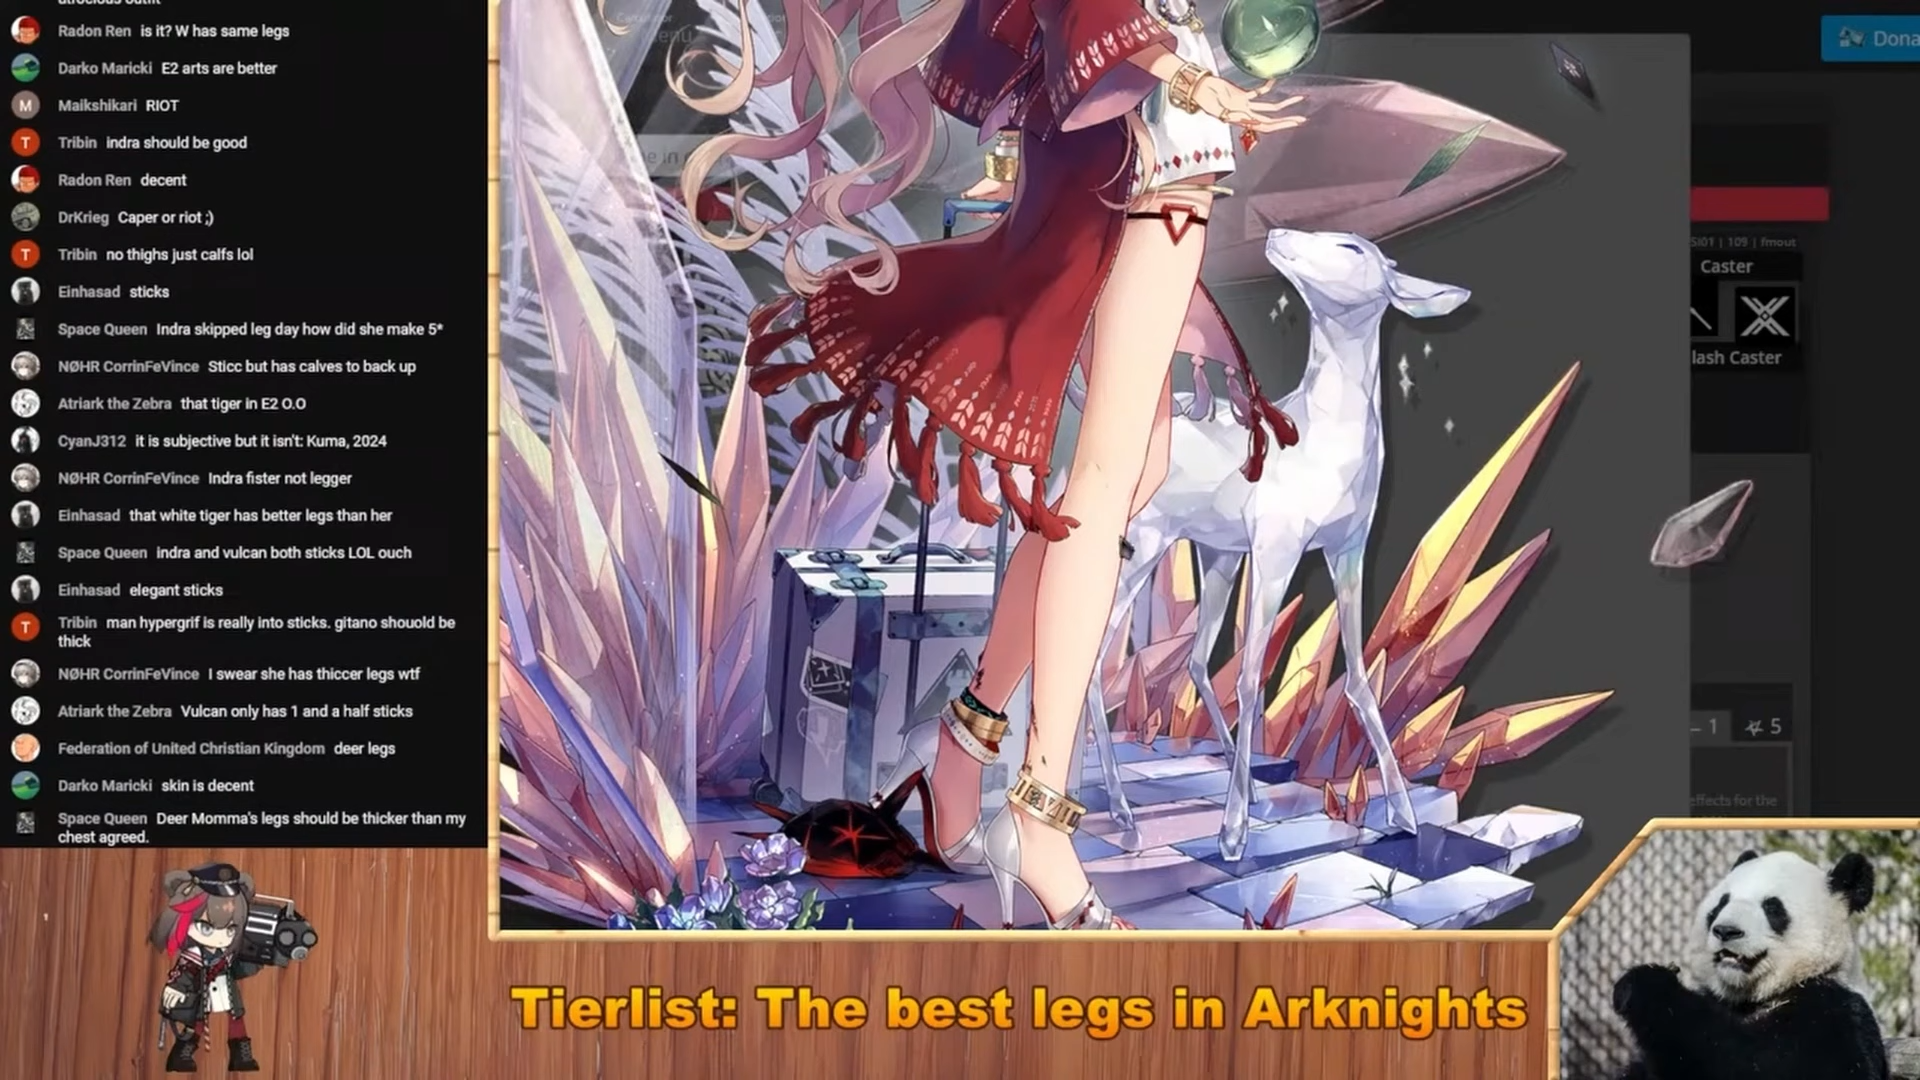 Radon Ren is it? W has same legs
Darko Maricki E2 arts are better
M Maikshikari RIOT
T Tribin indra should be good
Radon Ren decent
DrKrieg Caper or riot ;)
T Tribin no thighs just calfs lol
Einhasad sticks
Space Queen Indra skipped leg day how did she make 5*
NØHR CorrinFeVince Sticc but has calves to back up
Atriark the Zebra that tiger in E2 O.O
CyanJ312 it is subjective but it isn't: Kuma, 2024
NØHR CorrinFeVince Indra fister not legger
Einhasad that white tiger has better legs than her
Space Queen indra and vulcan both sticks LOL ouch
Einhasad elegant sticks
T Tribin man hypergrif is really into sticks. gitano shouold be
thick
NØHR CorrinFeVince I swear she has thiccer legs wtf
Atriark the Zebra Vulcan only has 1 and a half sticks
Federation of United Christian Kingdom deer legs
Darko Maricki skin is decent
Space Queen Deer Momma's legs should be thicker than my
chest agreed.
Dona
SI01 | 109 | fmout
Caster
lash Caster
1 5
effects for the
Tierlist: The best legs in Arknights